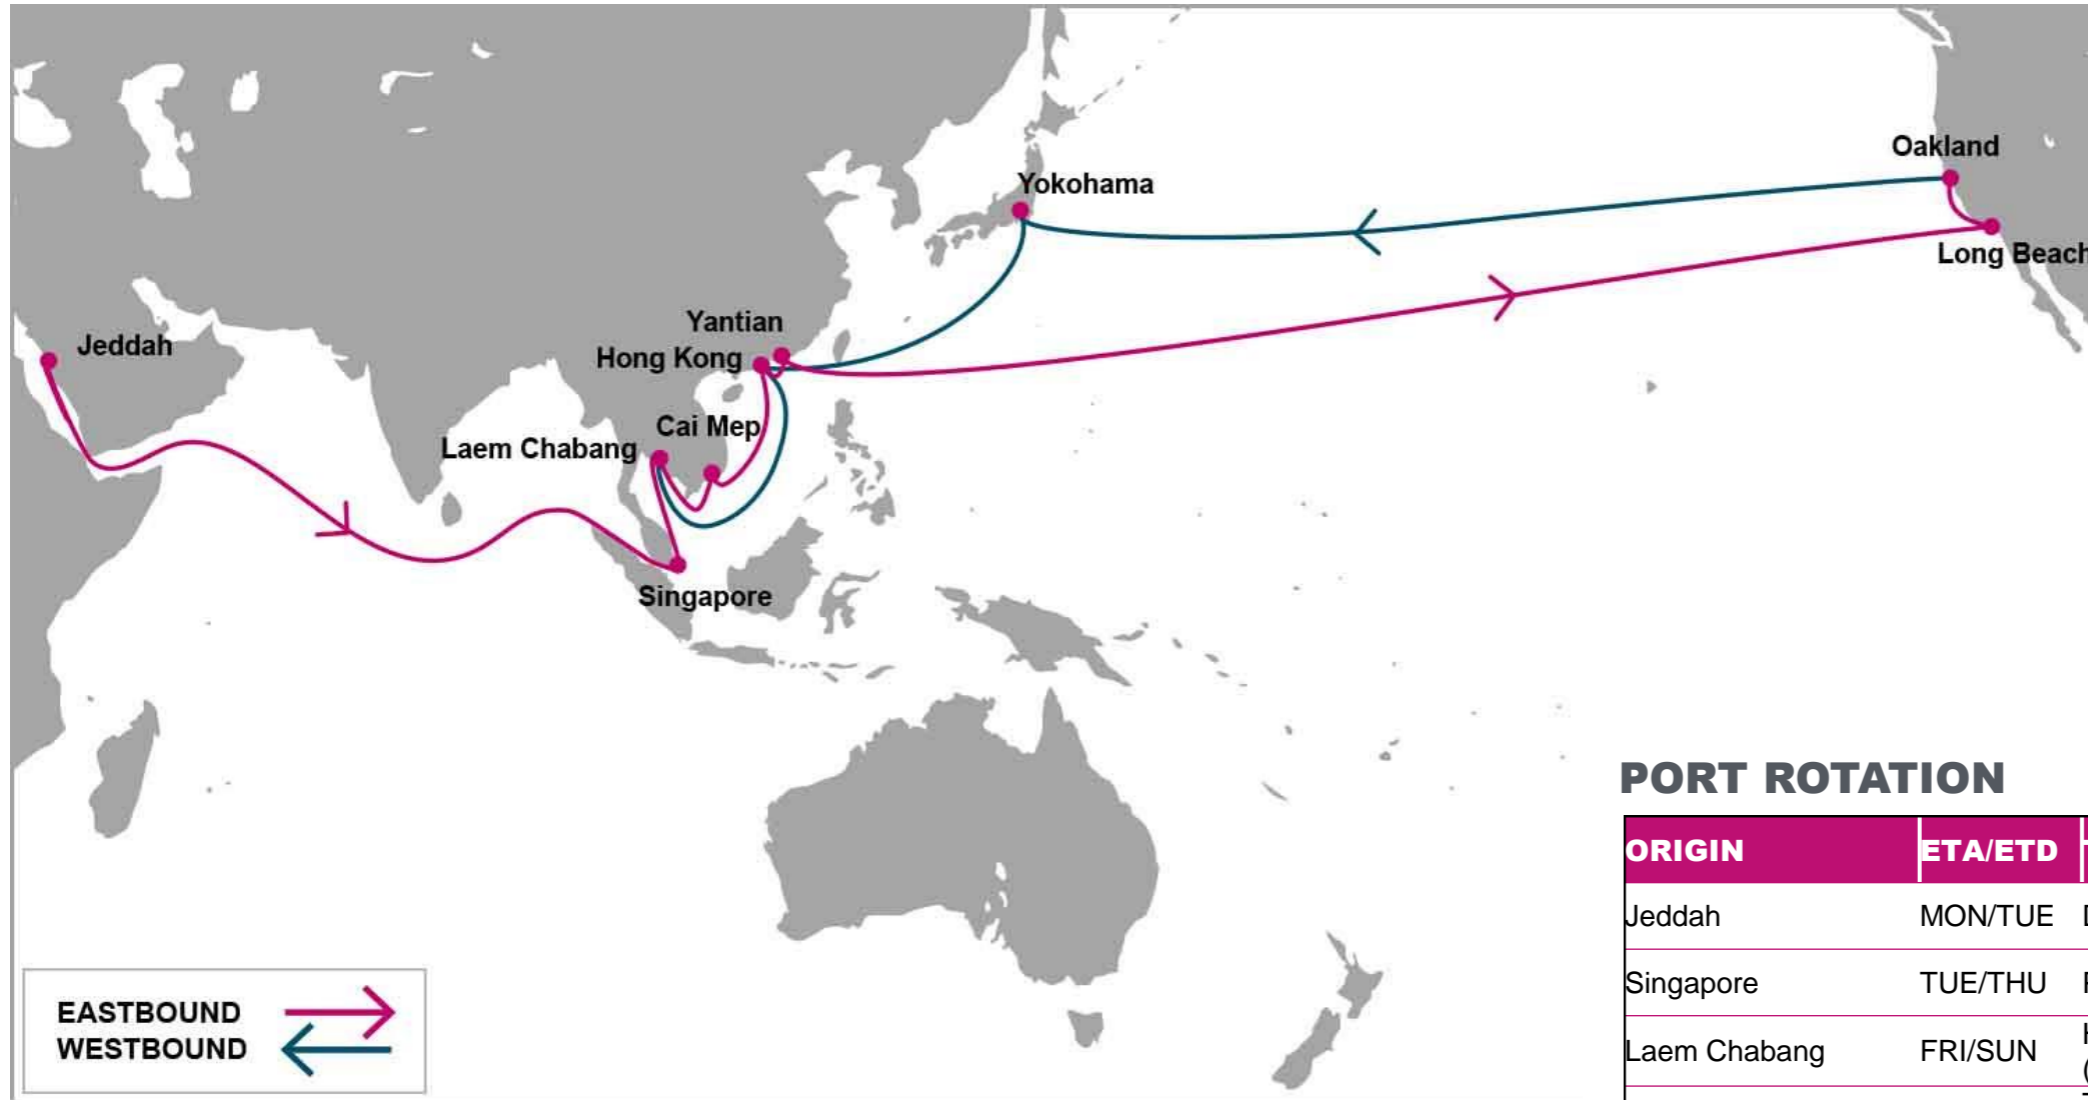 Oakland
Yokohama
Long Beach
Yantian
Jeddah
Hong Kong
Cai Mep
Laem Chabang
Singapore
PORT ROTATION
ORIGIN ETA/ETD
Jeddah MON/TUE
Singapore TUE/THU
Laem Chabang FRI/SUN
EASTBOUND
WESTBOUND